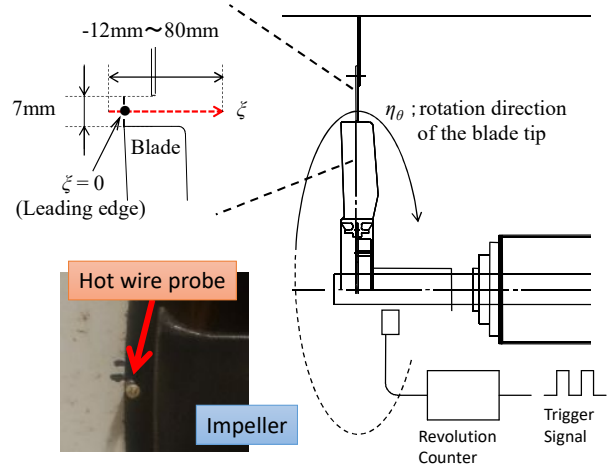 -12mm～80mm
7mm
ξ
Blade
ξ = 0
(Leading edge)
η_θ ; rotation direction
of the blade tip
Hot wire probe
Impeller
Revolution
Counter
Trigger
Signal